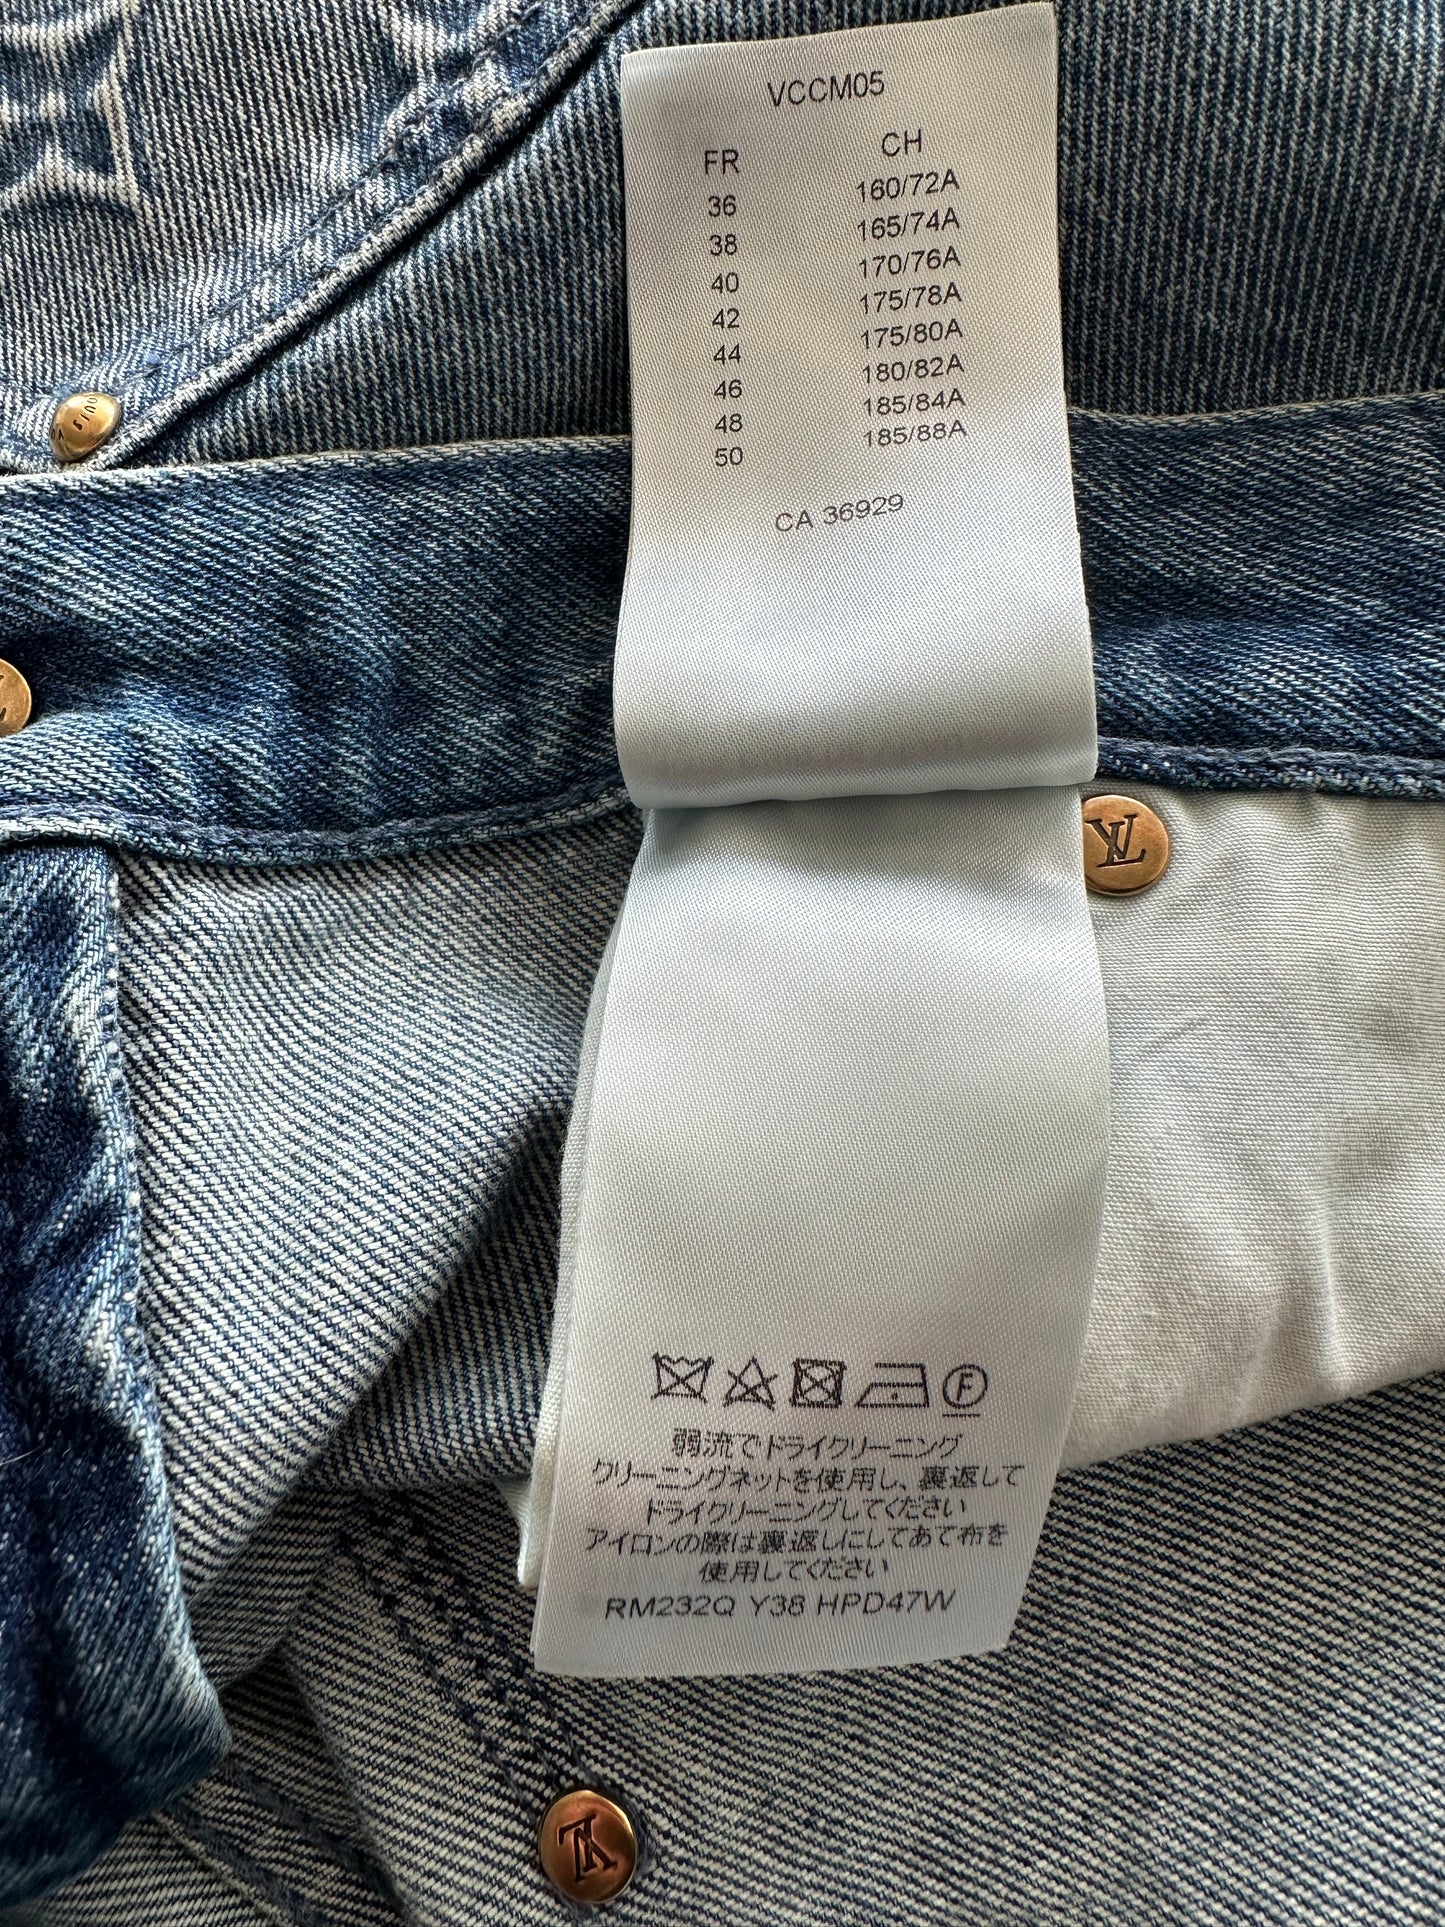 VCCM05
FR CH
36 160/72A
38 165/74A
40 170/76A
42 175/78A
44 175/80A
46 180/82A
48 185/84A
50 185/88A
CA 36929
OUIS V
LV
F
弱流でドライクリーニング
クリーニングネットを使用し、裏返して
ドライクリーニングしてください
アイロンの際は裏返しにしてあて布を
使用してください
RM232Q Y38 HPD47W
LV